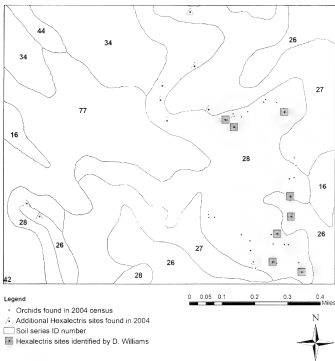 44
34
34
26
27
77
16
28
16
28
26
26
27
26
28
42
Legend
Orchids found in 2004 census
Additional Hexalectris sites found in 2004
Soil series ID number
Hexalectris sites identified by D. Williams
0 0.05 0.1 0.2 0.3 0.4
Miles
N